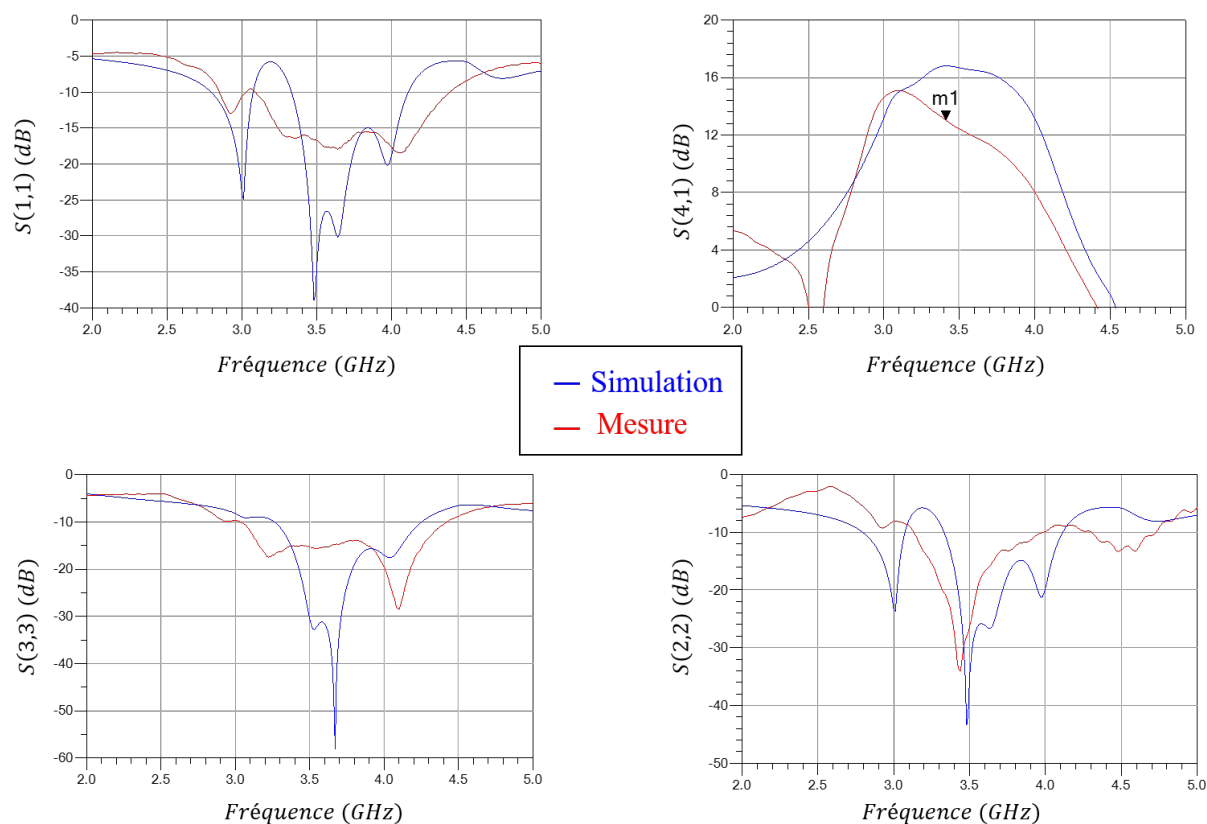 0
-5
-10
-15
-20
-25
-30
-35
-40
S(1,1) (dB)
2.0 2.5 3.0 3.5 4.0 4.5 5.0
Fréquence (GHz)
20
16
12
8
4
0
S(4,1) (dB)
m1
2.0 2.5 3.0 3.5 4.0 4.5 5.0
Fréquence (GHz)
Simulation
Mesure
0
-10
-20
-30
-40
-50
-60
S(3,3) (dB)
2.0 2.5 3.0 3.5 4.0 4.5 5.0
Fréquence (GHz)
0
-10
-20
-30
-40
-50
S(2,2) (dB)
2.0 2.5 3.0 3.5 4.0 4.5 5.0
Fréquence (GHz)